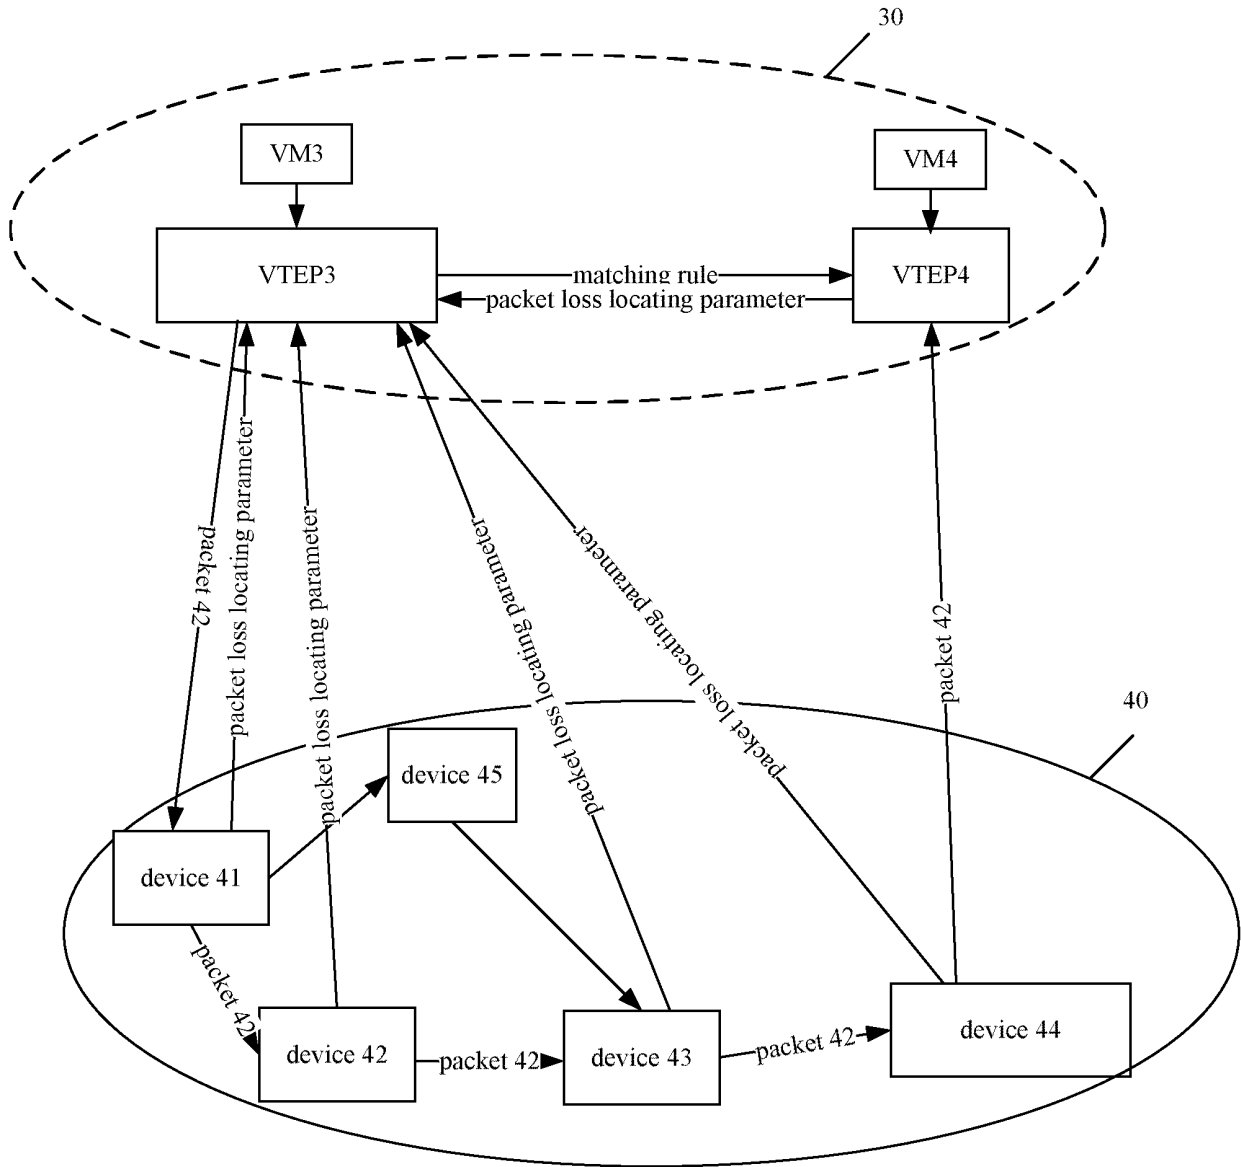 30
VM3
VM4
VTEP3
VTEP4
matching rule
packet loss locating parameter
packet 42
packet loss locating parameter
packet loss locating parameter
packet loss locating parameter
packet loss locating parameter
packet 42
40
device 45
device 41
packet 42
device 42
packet 42
device 43
packet 42
device 44